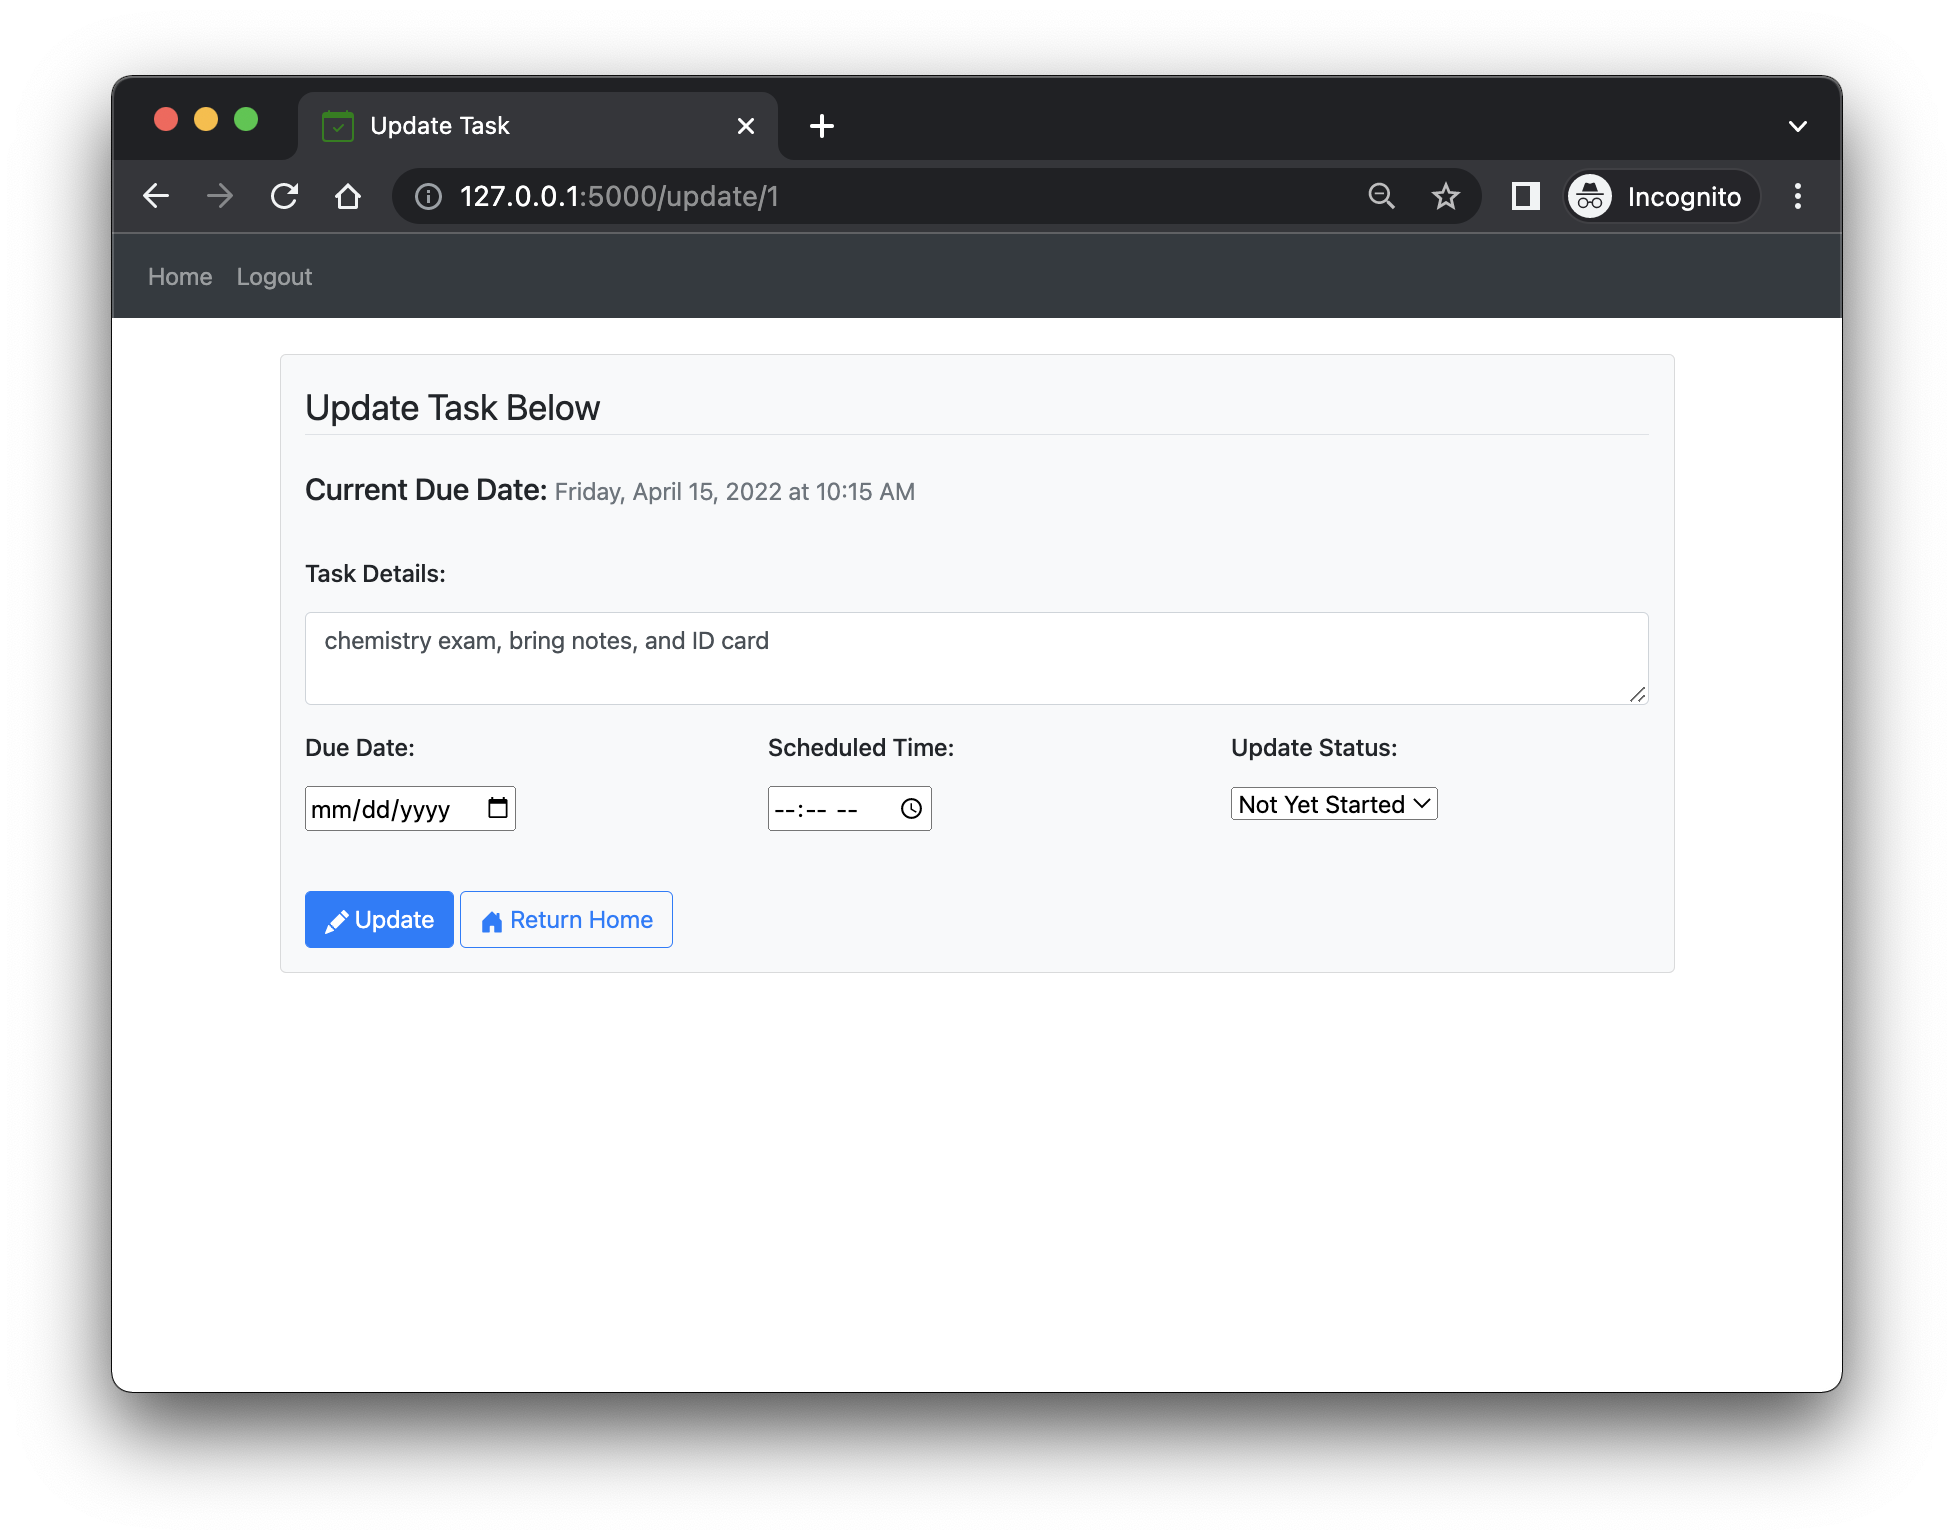 Update Task
127.0.0.1:5000/update/1
Incognito
Home Logout
Update Task Below
Current Due Date: Friday, April 15, 2022 at 10:15 AM
Task Details:
chemistry exam, bring notes, and ID card
Due Date: Scheduled Time: Update Status:
mm/dd/yyyy --:-- -- Not Yet Started
Update Return Home